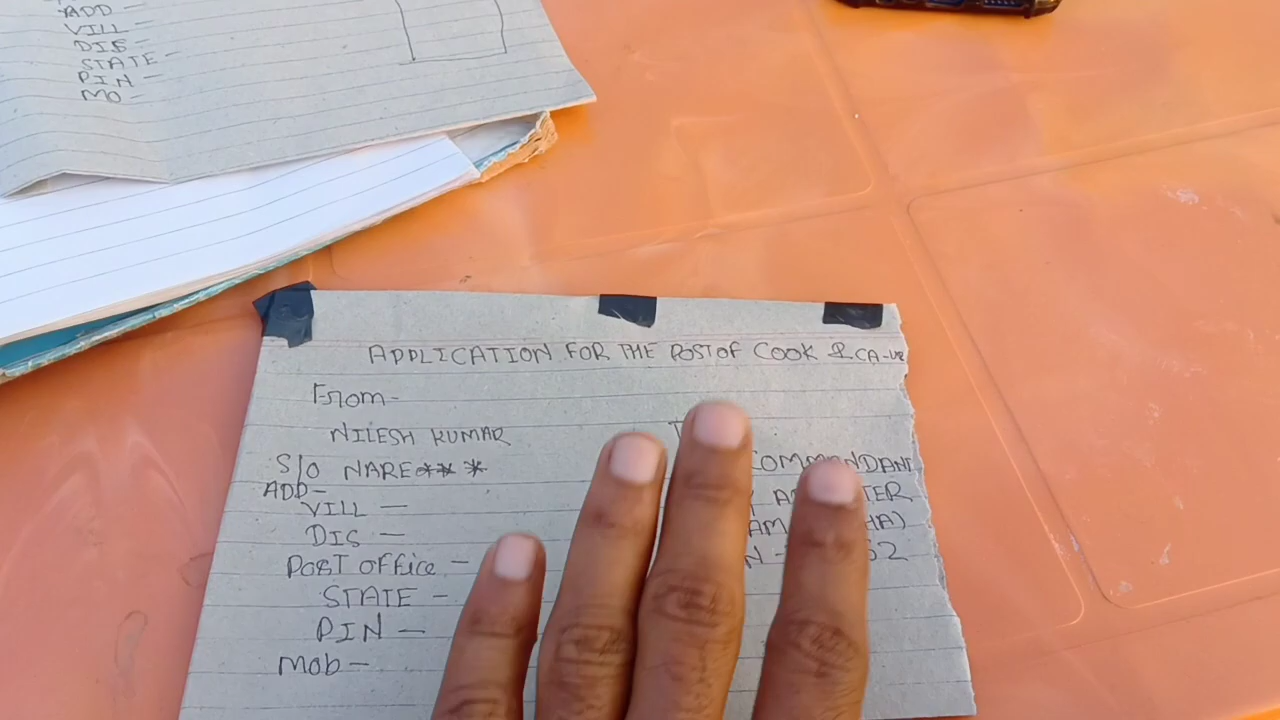 ADD -
VILL -
DIS -
STATE -
PIN -
MO -
APPLICATION FOR THE POST OF COOK &
From-
NILESH KUMAR
S/O NARE***
ADD-
VILL -
DIS -
POST OFFICE -
STATE -
PIN -
Mob-
COMMANDANT